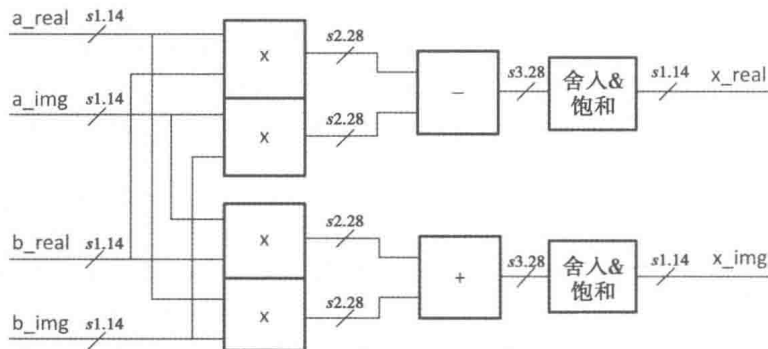 a_real s1.14
a_img s1.14
b_real s1.14
b_img s1.14
x s2.28
x s2.28
− s3.28
舍入&
饱和
s1.14 x_real
x s2.28
x s2.28
+ s3.28
舍入&
饱和
s1.14 x_img